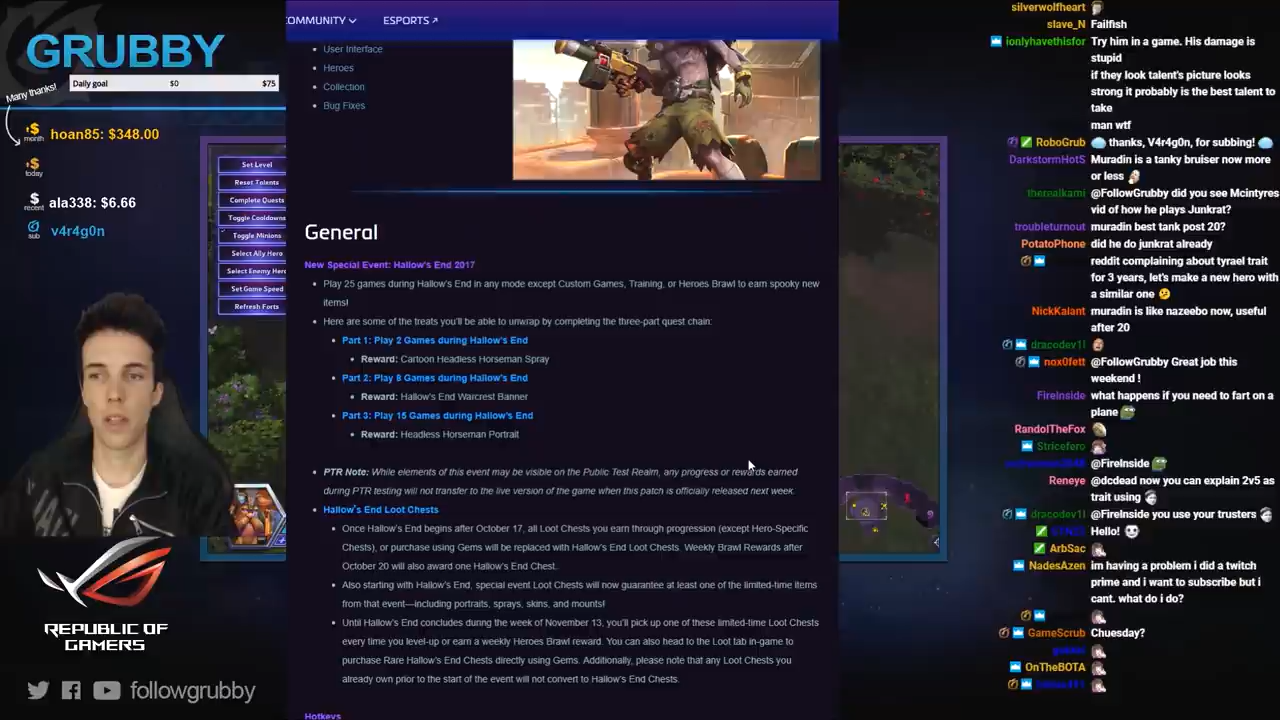 GRUBBY
Daily goal $0 $75
Many thanks!
month hoan85: $348.00
today
recent ala338: $6.66
sub v4r4g0n
REPUBLIC OF
GAMERS
followgrubby
Set Level
Reset Talents
Complete Quests
Toggle Cooldowns
Toggle Minions
Select Ally Hero
Select Enemy Hero
Set Game Speed
Refresh Forts
OMMUNITY
ESPORTS
User Interface
Heroes
Collection
Bug Fixes
General
New Special Event: Hallow's End 2017
Play 25 games during Hallow's End in any mode except Custom Games, Training, or Heroes Brawl to earn spooky new
items!
Here are some of the treats you'll be able to unwrap by completing the three-part quest chain:
Part 1: Play 2 Games during Hallow's End
Reward: Cartoon Headless Horseman Spray
Part 2: Play 8 Games during Hallow's End
Reward: Hallow's End Warcrest Banner
Part 3: Play 15 Games during Hallow's End
Reward: Headless Horseman Portrait
PTR Note: While elements of this event may be visible on the Public Test Realm, any progress or rewards earned
during PTR testing will not transfer to the live version of the game when this patch is officially released next week.
Hallow's End Loot Chests
Once Hallow's End begins after October 17, all Loot Chests you earn through progression (except Hero-Specific
Chests), or purchase using Gems will be replaced with Hallow's End Loot Chests. Weekly Brawl Rewards after
October 20 will also award one Hallow's End Chest.
Also starting with Hallow's End, special event Loot Chests will now guarantee at least one of the limited-time items
from that event—including portraits, sprays, skins, and mounts!
Until Hallow's End concludes during the week of November 13, you'll pick up one of these limited-time Loot Chests
every time you level-up or earn a weekly Heroes Brawl reward. You can also head to the Loot tab in-game to
purchase Rare Hallow's End Chests directly using Gems. Additionally, please note that any Loot Chests you
already own prior to the start of the event will not convert to Hallow's End Chests.
Hotkeys
silverwolfheart
slave_N Failfish
ionlyhavethisfor Try him in a game. His damage is
stupid
if they look talent's picture looks
strong it probably is the best talent to
take
man wtf
RoboGrub thanks, V4r4g0n, for subbing!
DarkstormHotS Muradin is a tanky bruiser now more
or less
therealkami @FollowGrubby did you see Mcintyres
vid of how he plays Junkrat?
troubleturnout muradin best tank post 20?
PotatoPhone did he do junkrat already
reddit complaining about tyrael trait
for 3 years, let's make a new hero with
a similar one
NickKalant muradin is like nazeebo now, useful
after 20
dracodev1l
nox0fett @FollowGrubby Great job this
weekend !
FireInside what happens if you need to fart on a
plane
RandolTheFox
Stricefero
@FireInside
Reneye @dcdead now you can explain 2v5 as
trait using
dracodev1l @FireInside you use your trusters
Hello!
ArbSac
NadesAzen im having a problem i did a twitch
prime and i want to subscribe but i
cant. what do i do?
GameScrub Chuesday?
OnTheBOTA